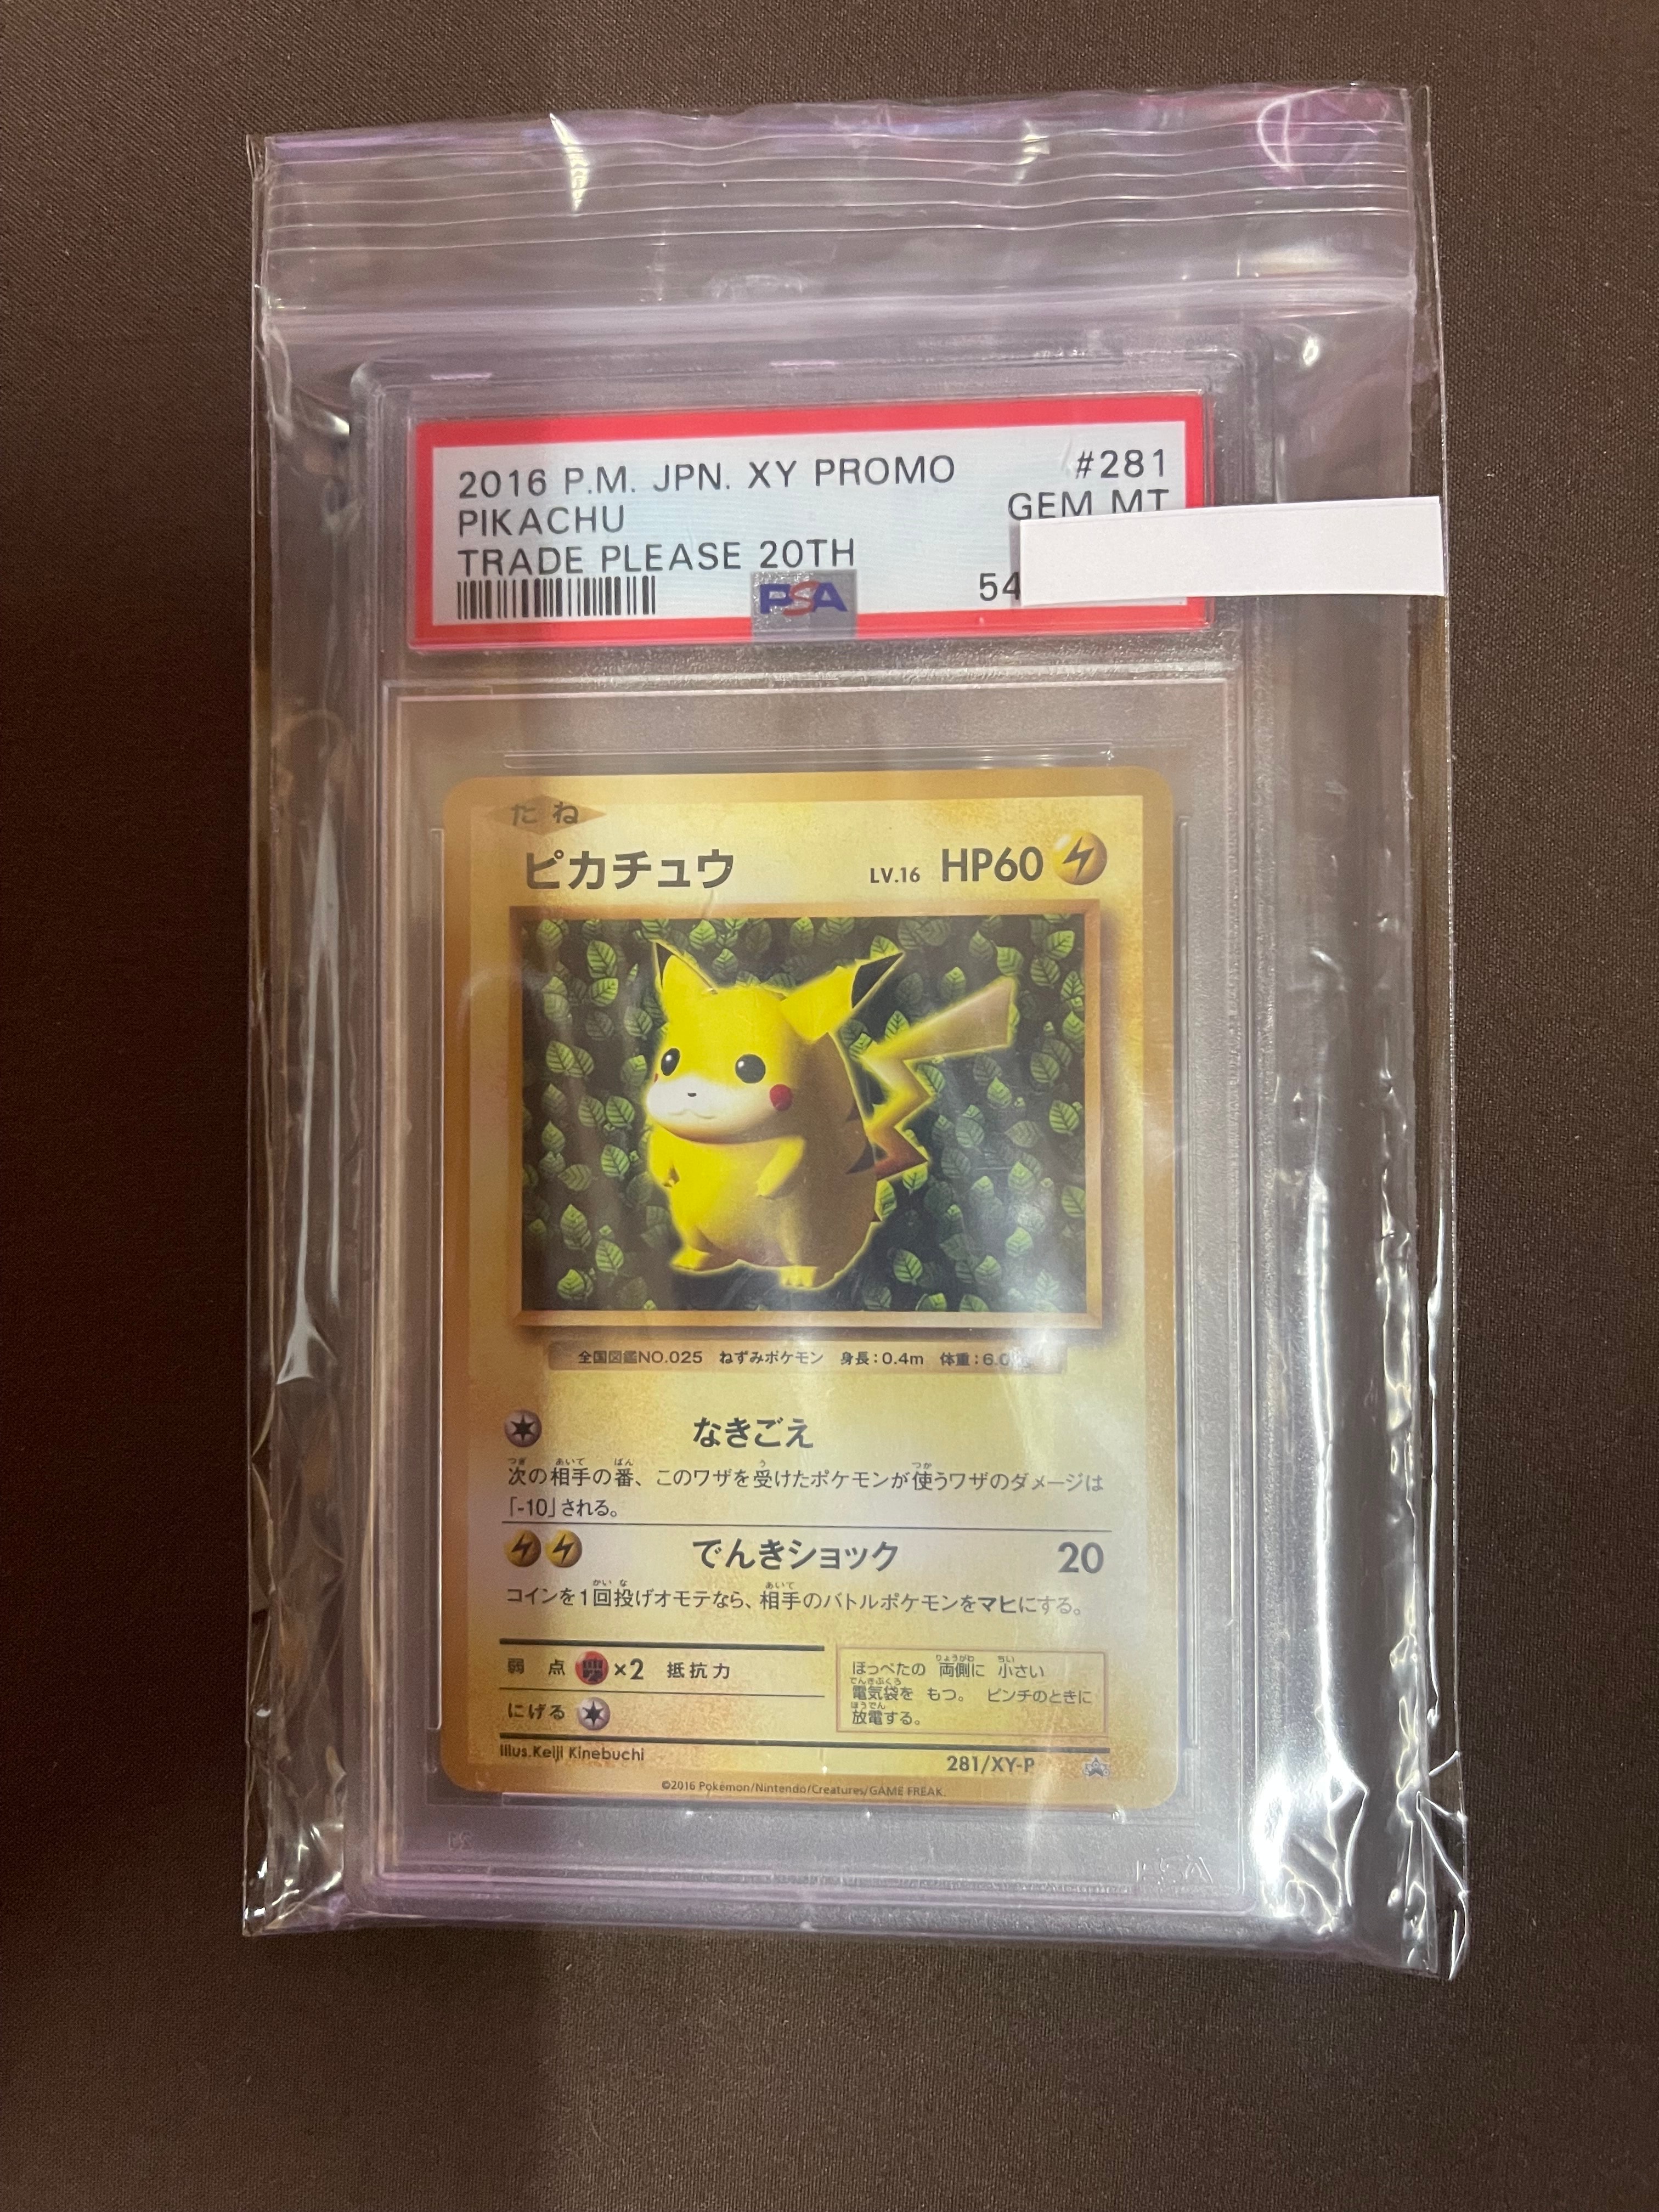 2016 P.M. JPN. XY PROMO #281
PIKACHU GEM MT
TRADE PLEASE 20TH
54
PSA
たね
ピカチュウ LV.16 HP60
全国図鑑NO.025 ねずみポケモン 身長:0.4m 体重:6.0
なきごえ
次の相手の番、このワザを受けたポケモンが使うワザのダメージは
「-10」される。
でんきショック 20
コインを1回投げオモテなら、相手のバトルポケモンをマヒにする。
弱点 ×2 抵抗力
にげる
ほっぺたの 両側に 小さい
電気袋を もつ。 ピンチのときに
放電する。
Illus.Keiji Kinebuchi
281/XY-P
©2016 Pokémon/Nintendo/Creatures/GAME FREAK.
PSA